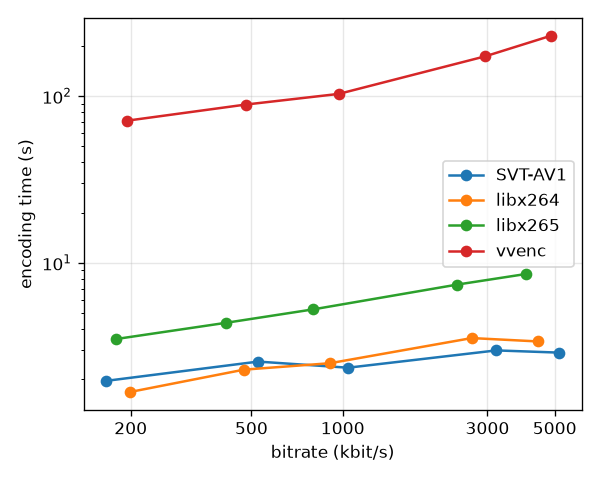 encoding time (s)
10²
10¹
SVT-AV1
libx264
libx265
vvenc
200 500 1000 3000 5000
bitrate (kbit/s)